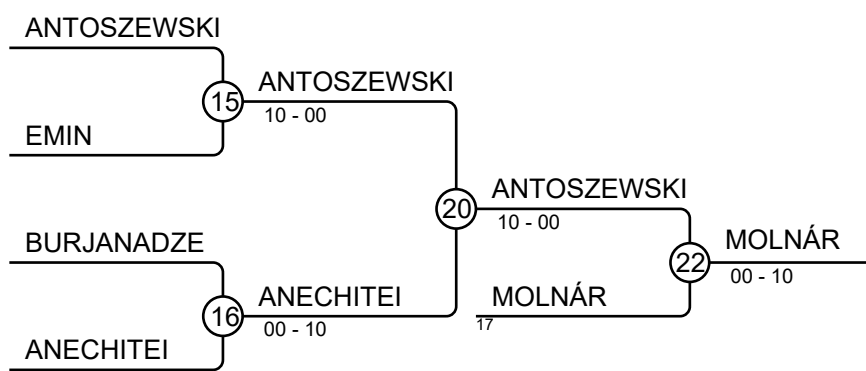 ANTOSZEWSKI
15
ANTOSZEWSKI
10 - 00
EMIN
20
ANTOSZEWSKI
10 - 00
BURJANADZE
22
MOLNÁR
00 - 10
16
ANECHITEI
00 - 10
MOLNÁR
17
ANECHITEI